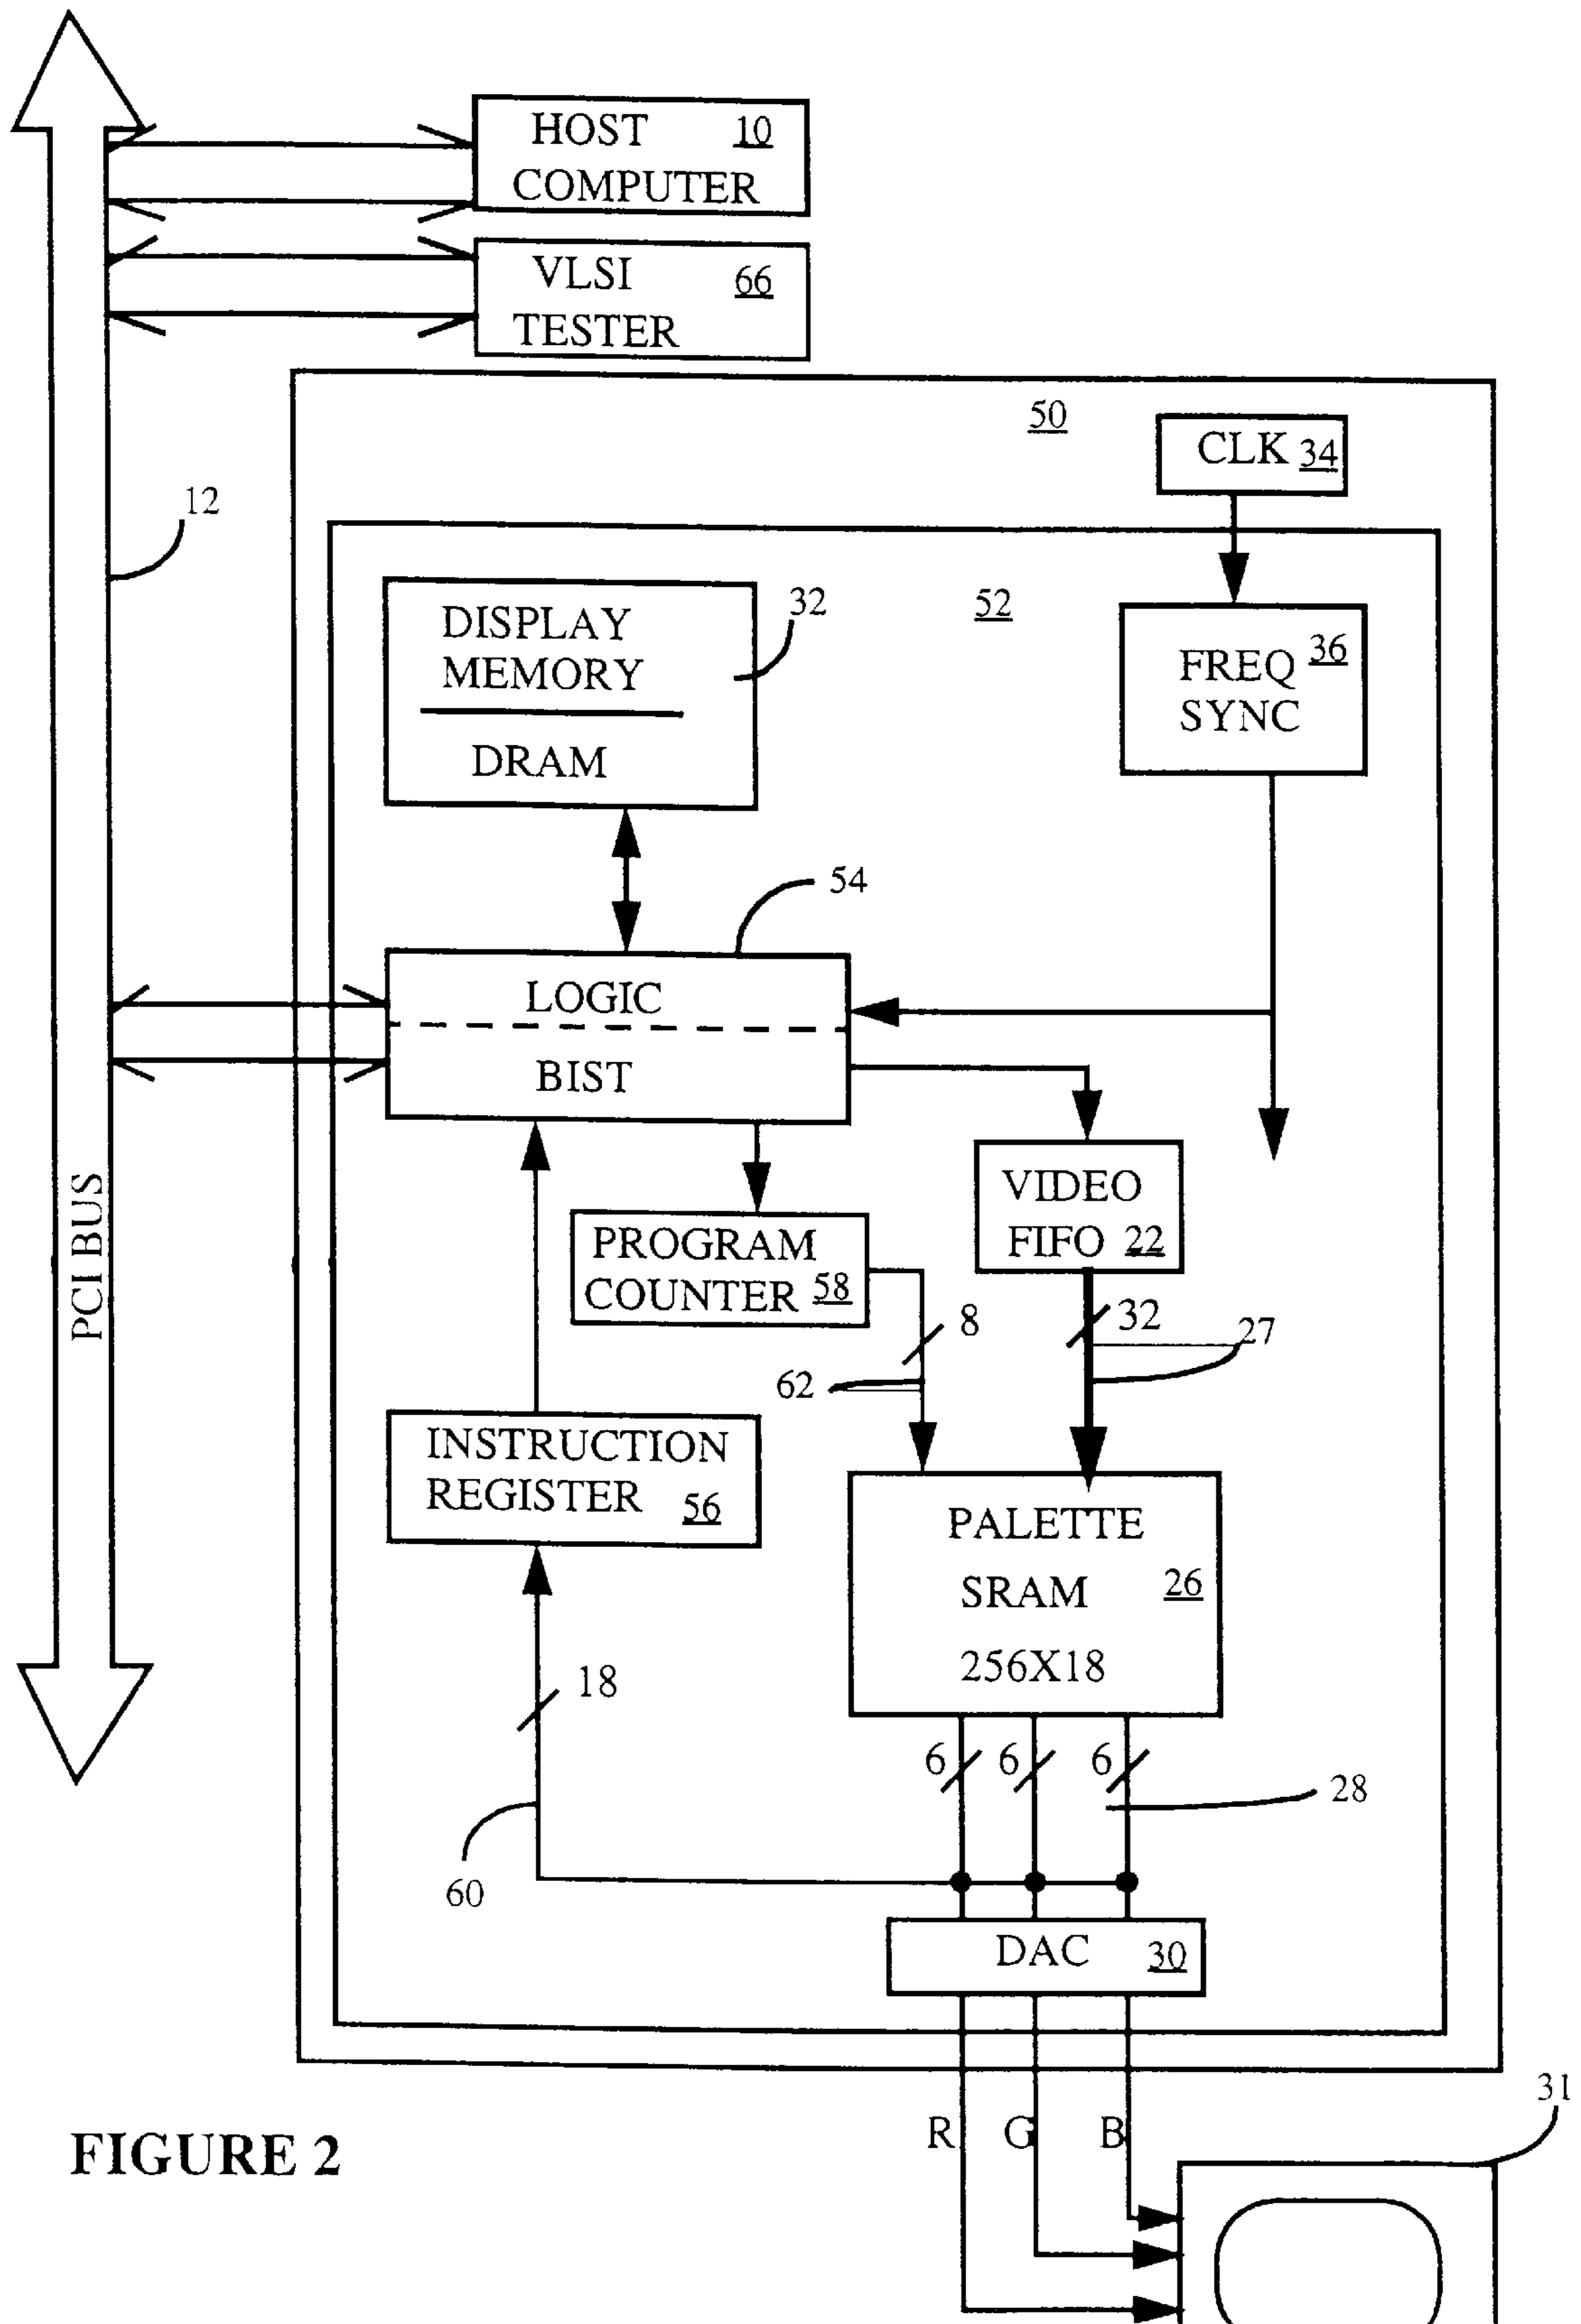 HOST 10
COMPUTER
VLSI 66
TESTER
50
CLK 34
12
DISPLAY
MEMORY
DRAM
32
52
36
FREQ
SYNC
54
LOGIC
BIST
PCI BUS
PROGRAM
COUNTER 58
VIDEO
FIFO 22
8
32
27
62
INSTRUCTION
REGISTER 56
PALETTE
SRAM 26
256X18
18
6 6 6
28
60
DAC 30
31
R G B
FIGURE 2